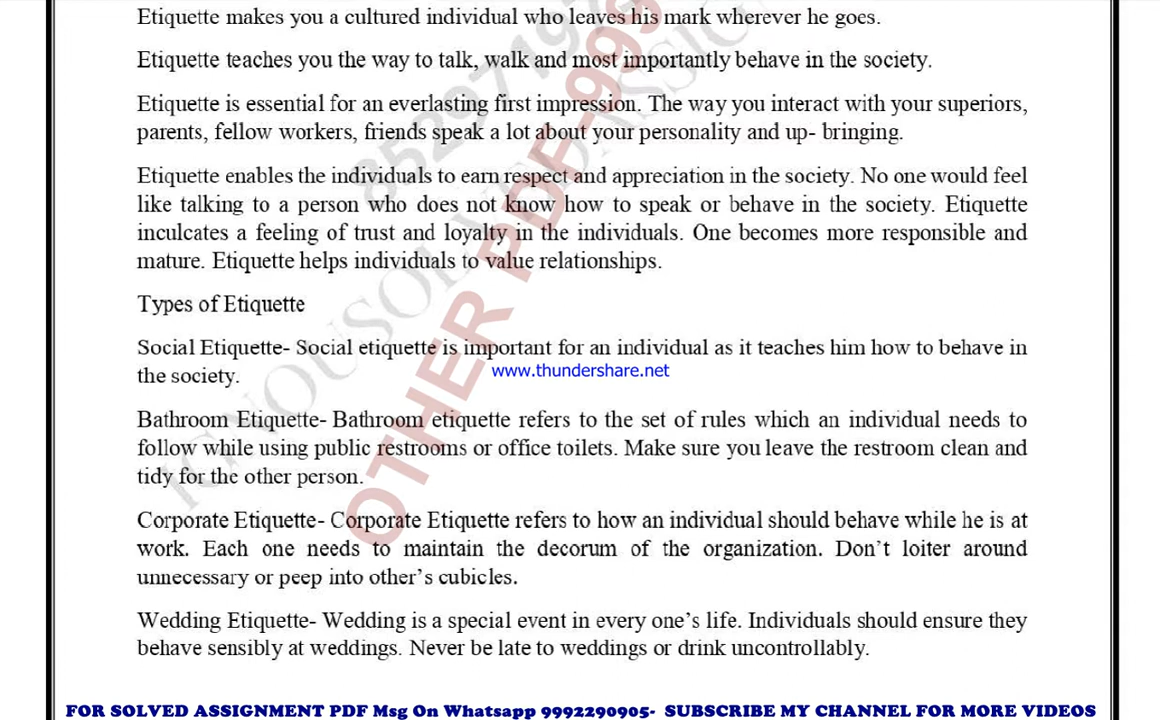 Etiquette makes you a cultured individual who leaves his mark wherever he goes.
Etiquette teaches you the way to talk, walk and most importantly behave in the society.
Etiquette is essential for an everlasting first impression. The way you interact with your superiors,
parents, fellow workers, friends speak a lot about your personality and up- bringing.
Etiquette enables the individuals to earn respect and appreciation in the society. No one would feel
like talking to a person who does not know how to speak or behave in the society. Etiquette
inculcates a feeling of trust and loyalty in the individuals. One becomes more responsible and
mature. Etiquette helps individuals to value relationships.
Types of Etiquette
Social Etiquette- Social etiquette is important for an individual as it teaches him how to behave in
the society.
www.thundershare.net
Bathroom Etiquette- Bathroom etiquette refers to the set of rules which an individual needs to
follow while using public restrooms or office toilets. Make sure you leave the restroom clean and
tidy for the other person.
Corporate Etiquette- Corporate Etiquette refers to how an individual should behave while he is at
work. Each one needs to maintain the decorum of the organization. Don’t loiter around
unnecessary or peep into other’s cubicles.
Wedding Etiquette- Wedding is a special event in every one’s life. Individuals should ensure they
behave sensibly at weddings. Never be late to weddings or drink uncontrollably.
OTHER PDF-999
FOR SOLVED ASSIGNMENT PDF Msg On Whatsapp 9992290905- SUBSCRIBE MY CHANNEL FOR MORE VIDEOS